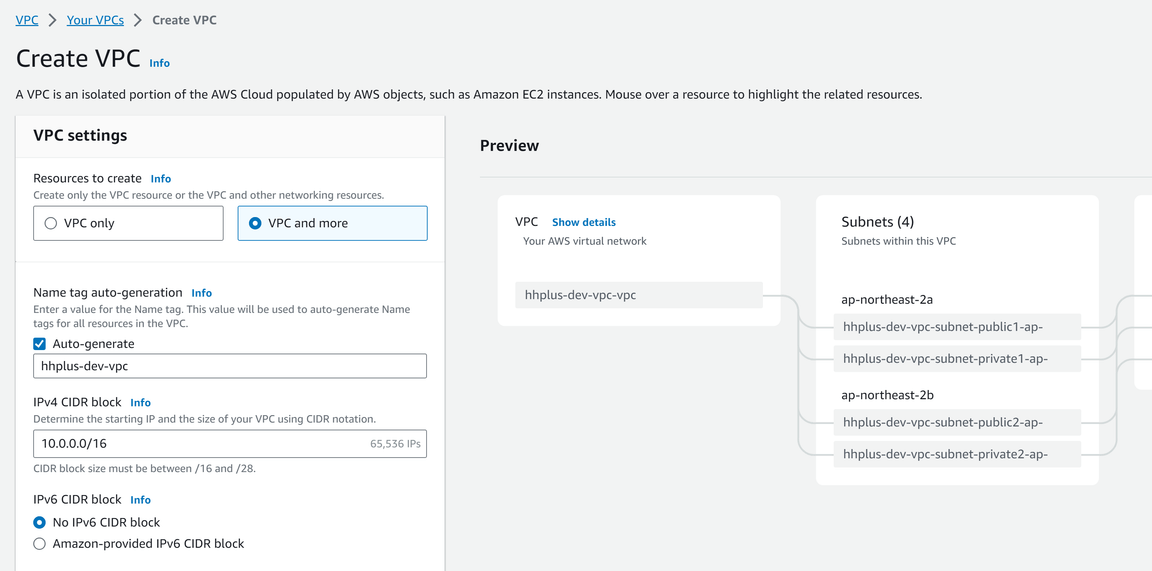 VPC > Your VPCs > Create VPC
Create VPC Info
A VPC is an isolated portion of the AWS Cloud populated by AWS objects, such as Amazon EC2 instances. Mouse over a resource to highlight the related resources.
VPC settings
Resources to create Info
Create only the VPC resource or the VPC and other networking resources.
VPC only
VPC and more
Name tag auto-generation Info
Enter a value for the Name tag. This value will be used to auto-generate Name
tags for all resources in the VPC.
Auto-generate
hhplus-dev-vpc
IPv4 CIDR block Info
Determine the starting IP and the size of your VPC using CIDR notation.
10.0.0.0/16 65,536 IPs
CIDR block size must be between /16 and /28.
IPv6 CIDR block Info
No IPv6 CIDR block
Amazon-provided IPv6 CIDR block
Preview
VPC Show details
Your AWS virtual network
hhplus-dev-vpc-vpc
Subnets (4)
Subnets within this VPC
ap-northeast-2a
hhplus-dev-vpc-subnet-public1-ap-
hhplus-dev-vpc-subnet-private1-ap-
ap-northeast-2b
hhplus-dev-vpc-subnet-public2-ap-
hhplus-dev-vpc-subnet-private2-ap-